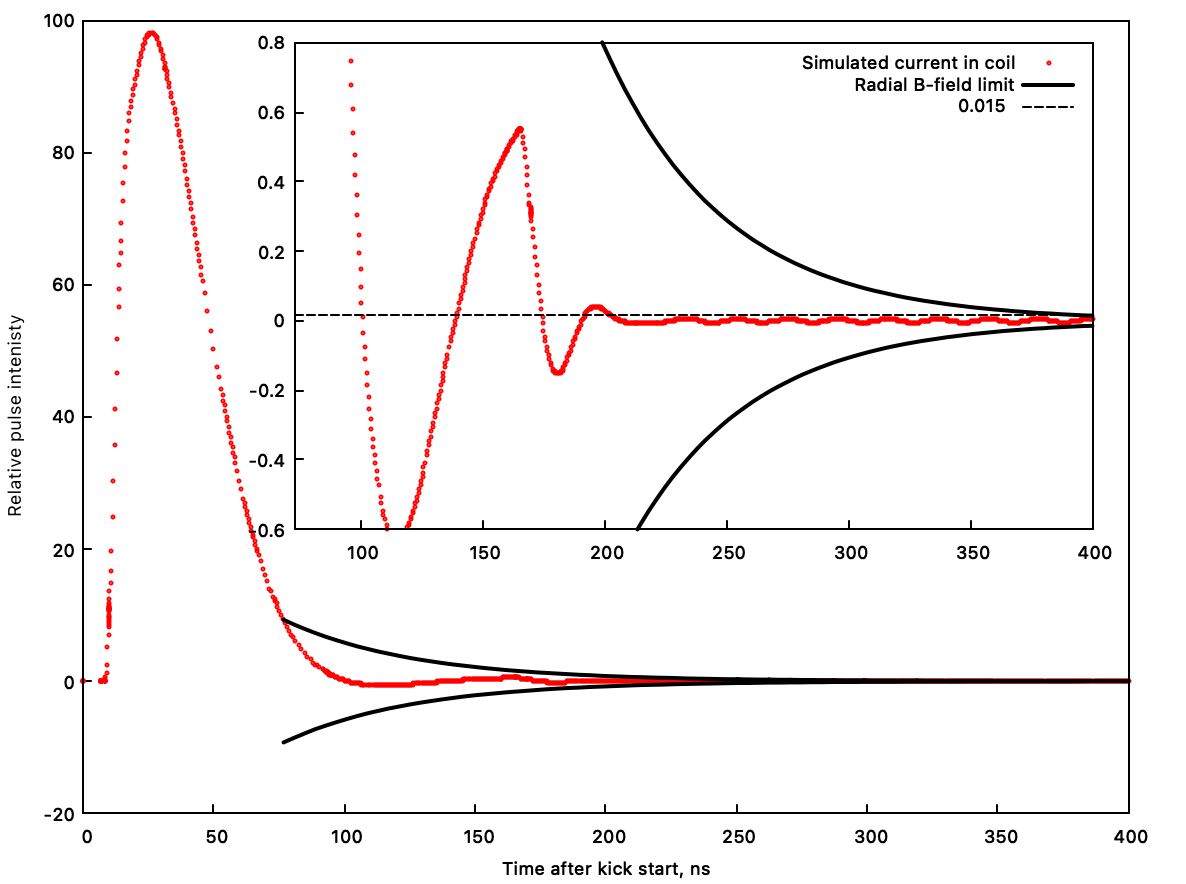 100
80
60
40
20
0
-20
Relative pulse intenisty
0.8
0.6
0.4
0.2
0
-0.2
-0.4
-0.6
Simulated current in coil
Radial B-field limit
0.015
100 150 200 250 300 350 400
0 50 100 150 200 250 300 350 400
Time after kick start, ns